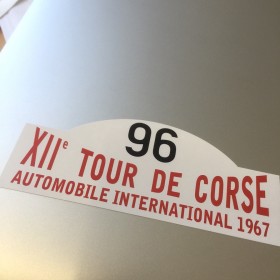 96
XIIe TOUR DE CORSE
AUTOMOBILE INTERNATIONAL 1967